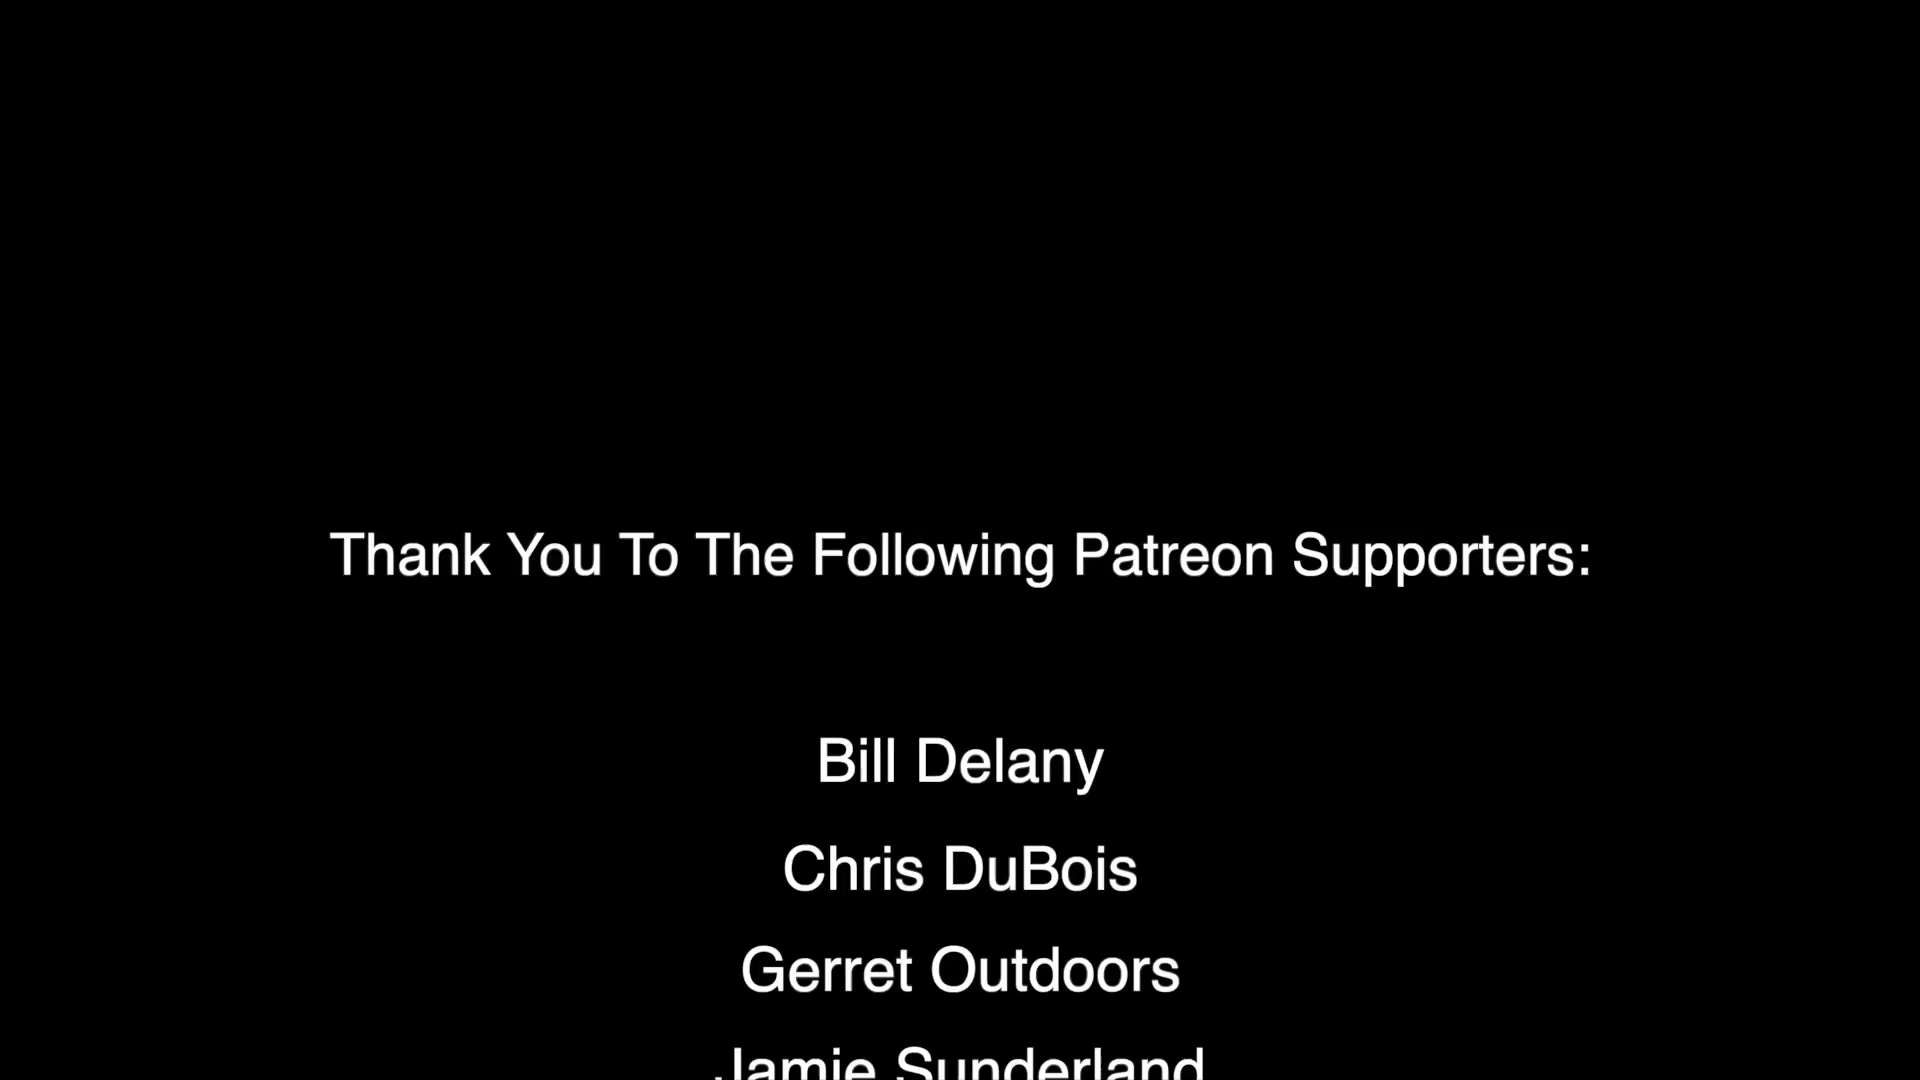 Thank You To The Following Patreon Supporters:
Bill Delany
Chris DuBois
Gerret Outdoors
Jamie Sunderland